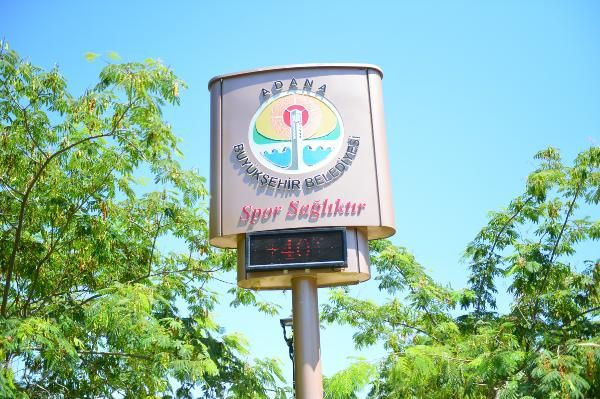 ADANA
BÜYÜKŞEHİR BELEDİYESİ
Spor Sağlıktır
+40°